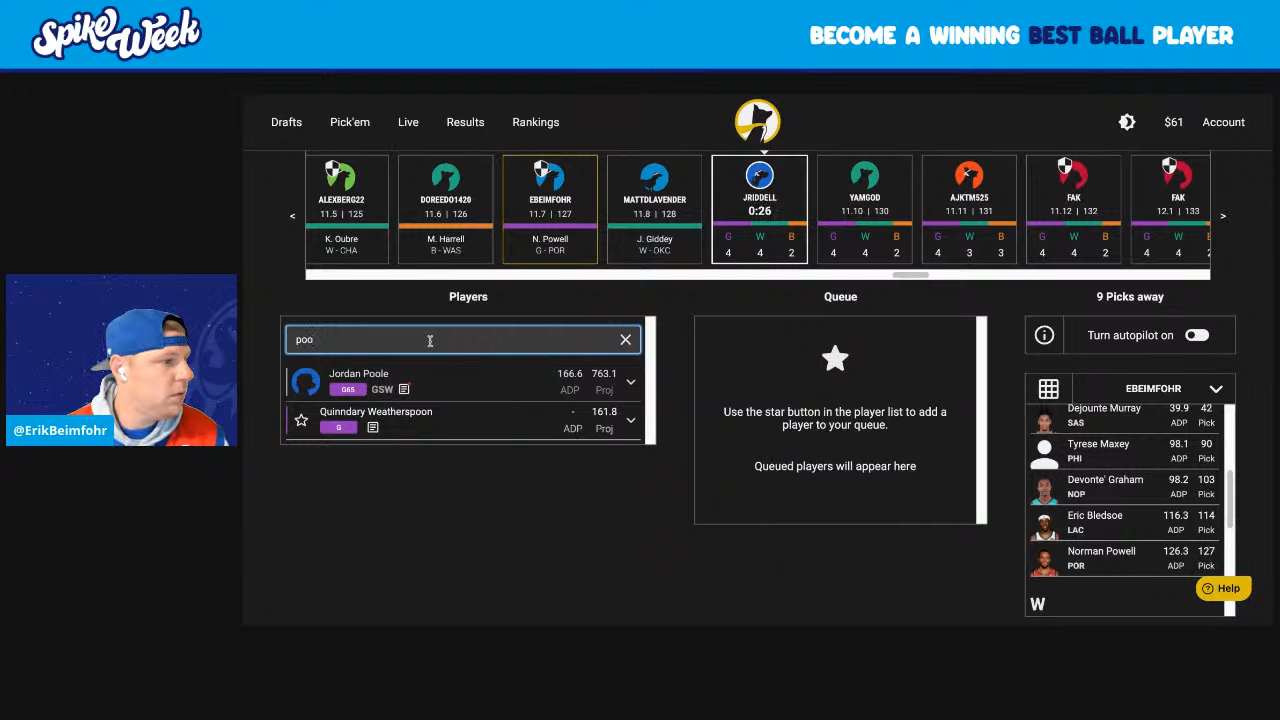 Spike Week
BECOME A WINNING BEST BALL PLAYER
Drafts Pick'em Live Results Rankings
$61 Account
<
ALEXBERG22
11.5 | 125
K. Oubre
W - CHA
DOREEDO1420
11.6 | 126
M. Harrell
B - WAS
EBEIMFOHR
11.7 | 127
N. Powell
G - POR
MATTDLAVENDER
11.8 | 128
J. Giddey
W - OKC
JRIDDELL
0:26
G W B
4 4 2
YAMGOD
11.10 | 130
G W B
4 4 2
AJKTM525
11.11 | 131
G W B
4 3 3
FAK
11.12 | 132
G W B
4 4 2
FAK
12.1 | 133
G W B
4 4 2
>
Players
poo
Jordan Poole
G65 GSW
166.6 763.1
ADP Proj
Quinndary Weatherspoon
G
- 161.8
ADP Proj
Queue
Use the star button in the player list to add a
player to your queue.
Queued players will appear here
9 Picks away
Turn autopilot on
EBEIMFOHR
Dejounte Murray 39.9 42
SAS ADP Pick
Tyrese Maxey 98.1 90
PHI ADP Pick
Devonte' Graham 98.2 103
NOP ADP Pick
Eric Bledsoe 116.3 114
LAC ADP Pick
Norman Powell 126.3 127
POR ADP Pick
W
Help
@ErikBeimfohr